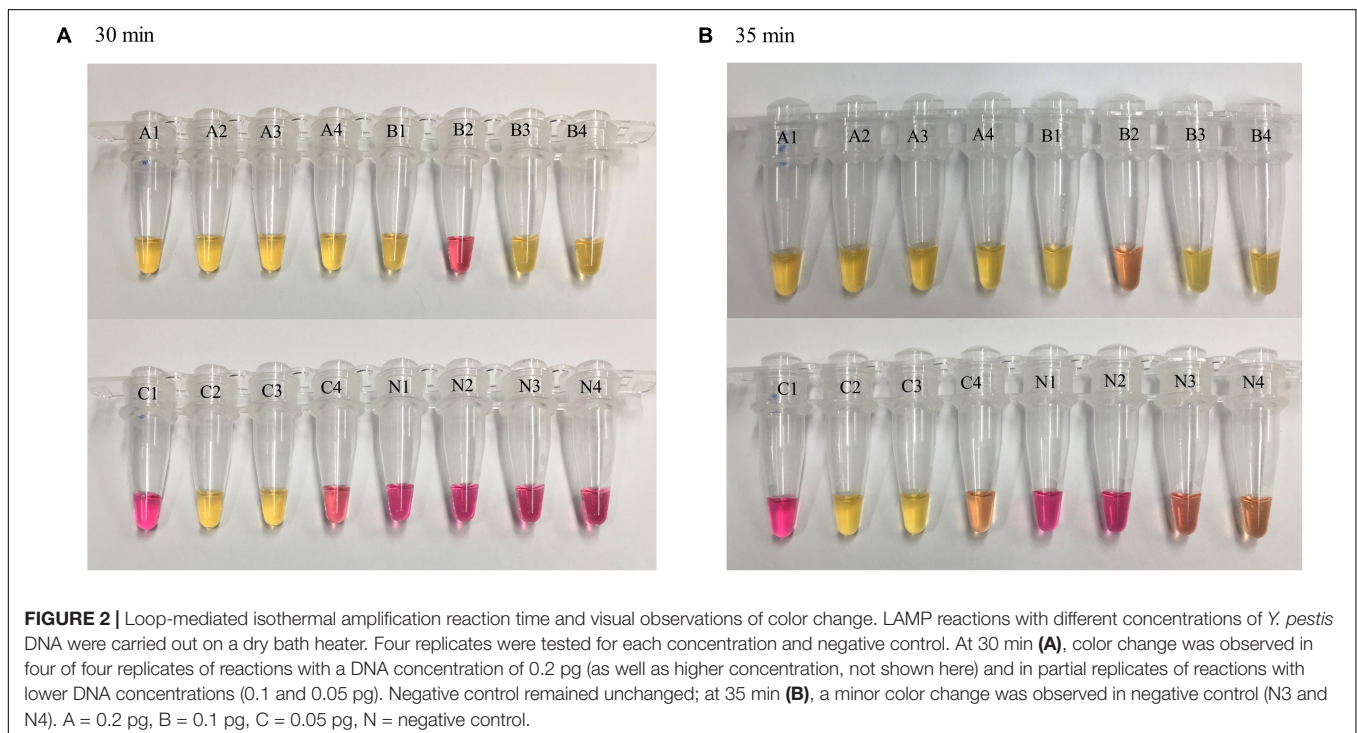 A 30 min
B 35 min
A1 A2 A3 A4 B1 B2 B3 B4
A1 A2 A3 A4 B1 B2 B3 B4
C1 C2 C3 C4 N1 N2 N3 N4
C1 C2 C3 C4 N1 N2 N3 N4
FIGURE 2 | Loop-mediated isothermal amplification reaction time and visual observations of color change. LAMP reactions with different concentrations of Y. pestis
DNA were carried out on a dry bath heater. Four replicates were tested for each concentration and negative control. At 30 min (A), color change was observed in
four of four replicates of reactions with a DNA concentration of 0.2 pg (as well as higher concentration, not shown here) and in partial replicates of reactions with
lower DNA concentrations (0.1 and 0.05 pg). Negative control remained unchanged; at 35 min (B), a minor color change was observed in negative control (N3 and
N4). A = 0.2 pg, B = 0.1 pg, C = 0.05 pg, N = negative control.